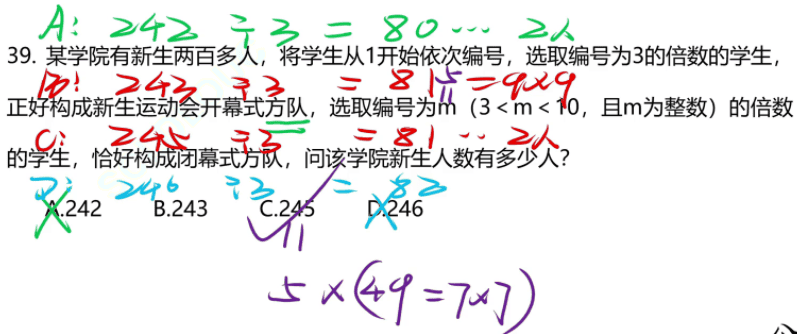 A: 242 ÷ 3 = 80 ··· 2人
39. 某学院有新生两百多人，将学生从1开始依次编号，选取编号为3的倍数的学生，
B: 243 ÷3 = 81 = 9×9
正好构成新生运动会开幕式方队，选取编号为m（3＜m＜10，且m为整数）的倍数
C: 245 ÷3 = 81 ·· 2人
的学生，恰好构成闭幕式方队，问该学院新生人数有多少人？
D: 246 ÷3 = 82
A.242 B.243 C.245 D.246
5×(49=7×7)